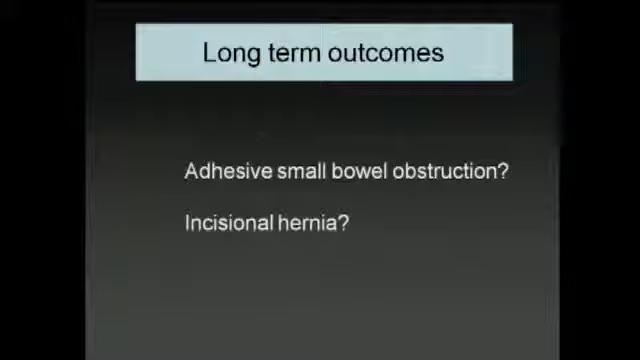 Long term outcomes
Adhesive small bowel obstruction?
Incisional hernia?